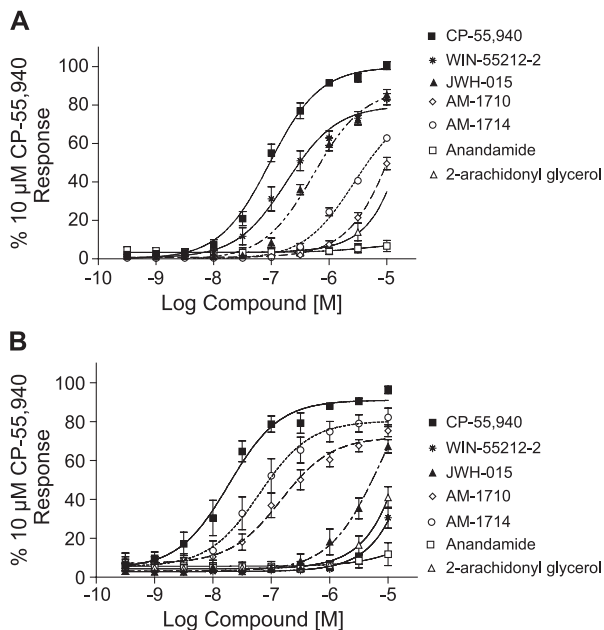 A
% 10 µM CP-55,940
Response
100
80
60
40
20
0
-10
-9
-8
-7
-6
-5
Log Compound [M]
CP-55,940
WIN-55212-2
JWH-015
AM-1710
AM-1714
Anandamide
2-arachidonyl glycerol
B
% 10 µM CP-55,940
Response
100
80
60
40
20
0
-10
-9
-8
-7
-6
-5
Log Compound [M]
CP-55,940
WIN-55212-2
JWH-015
AM-1710
AM-1714
Anandamide
2-arachidonyl glycerol